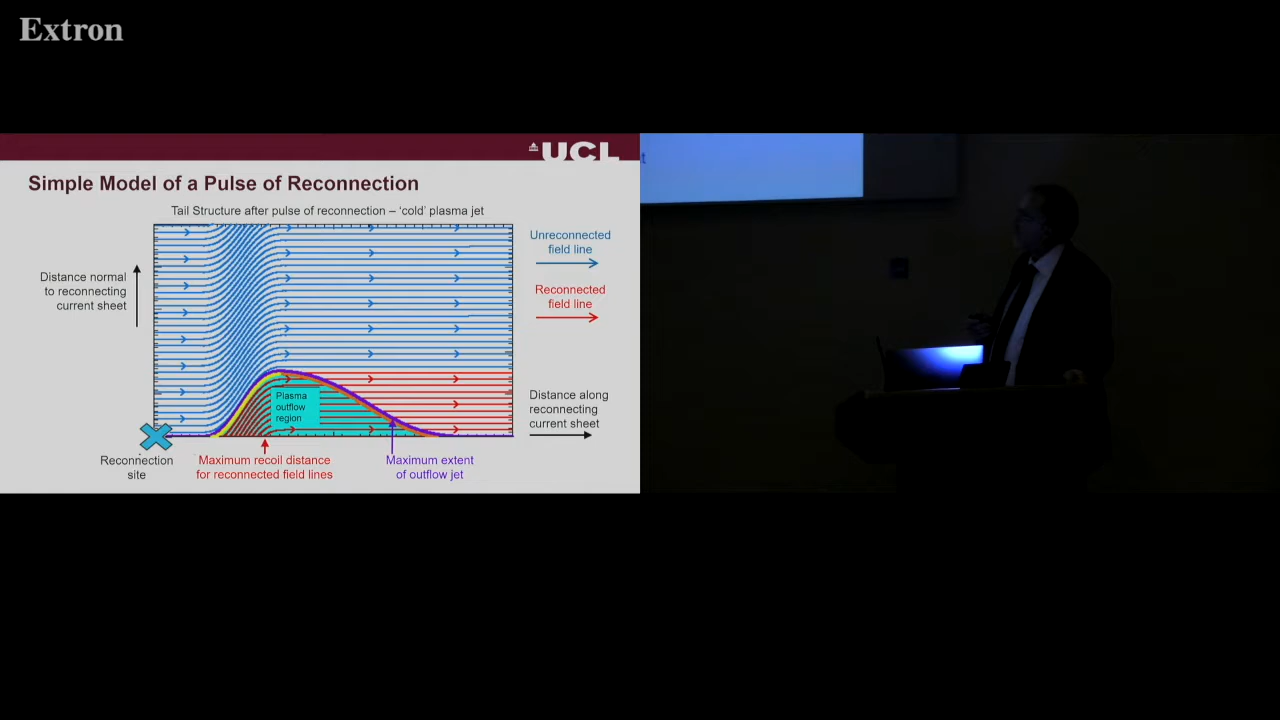 Extron
UCL
Simple Model of a Pulse of Reconnection
Tail Structure after pulse of reconnection – ‘cold’ plasma jet
Unreconnected
field line
Distance normal
to reconnecting
current sheet
Reconnected
field line
Plasma
outflow
region
Distance along
reconnecting
current sheet
Reconnection
site
Maximum recoil distance
for reconnected field lines
Maximum extent
of outflow jet